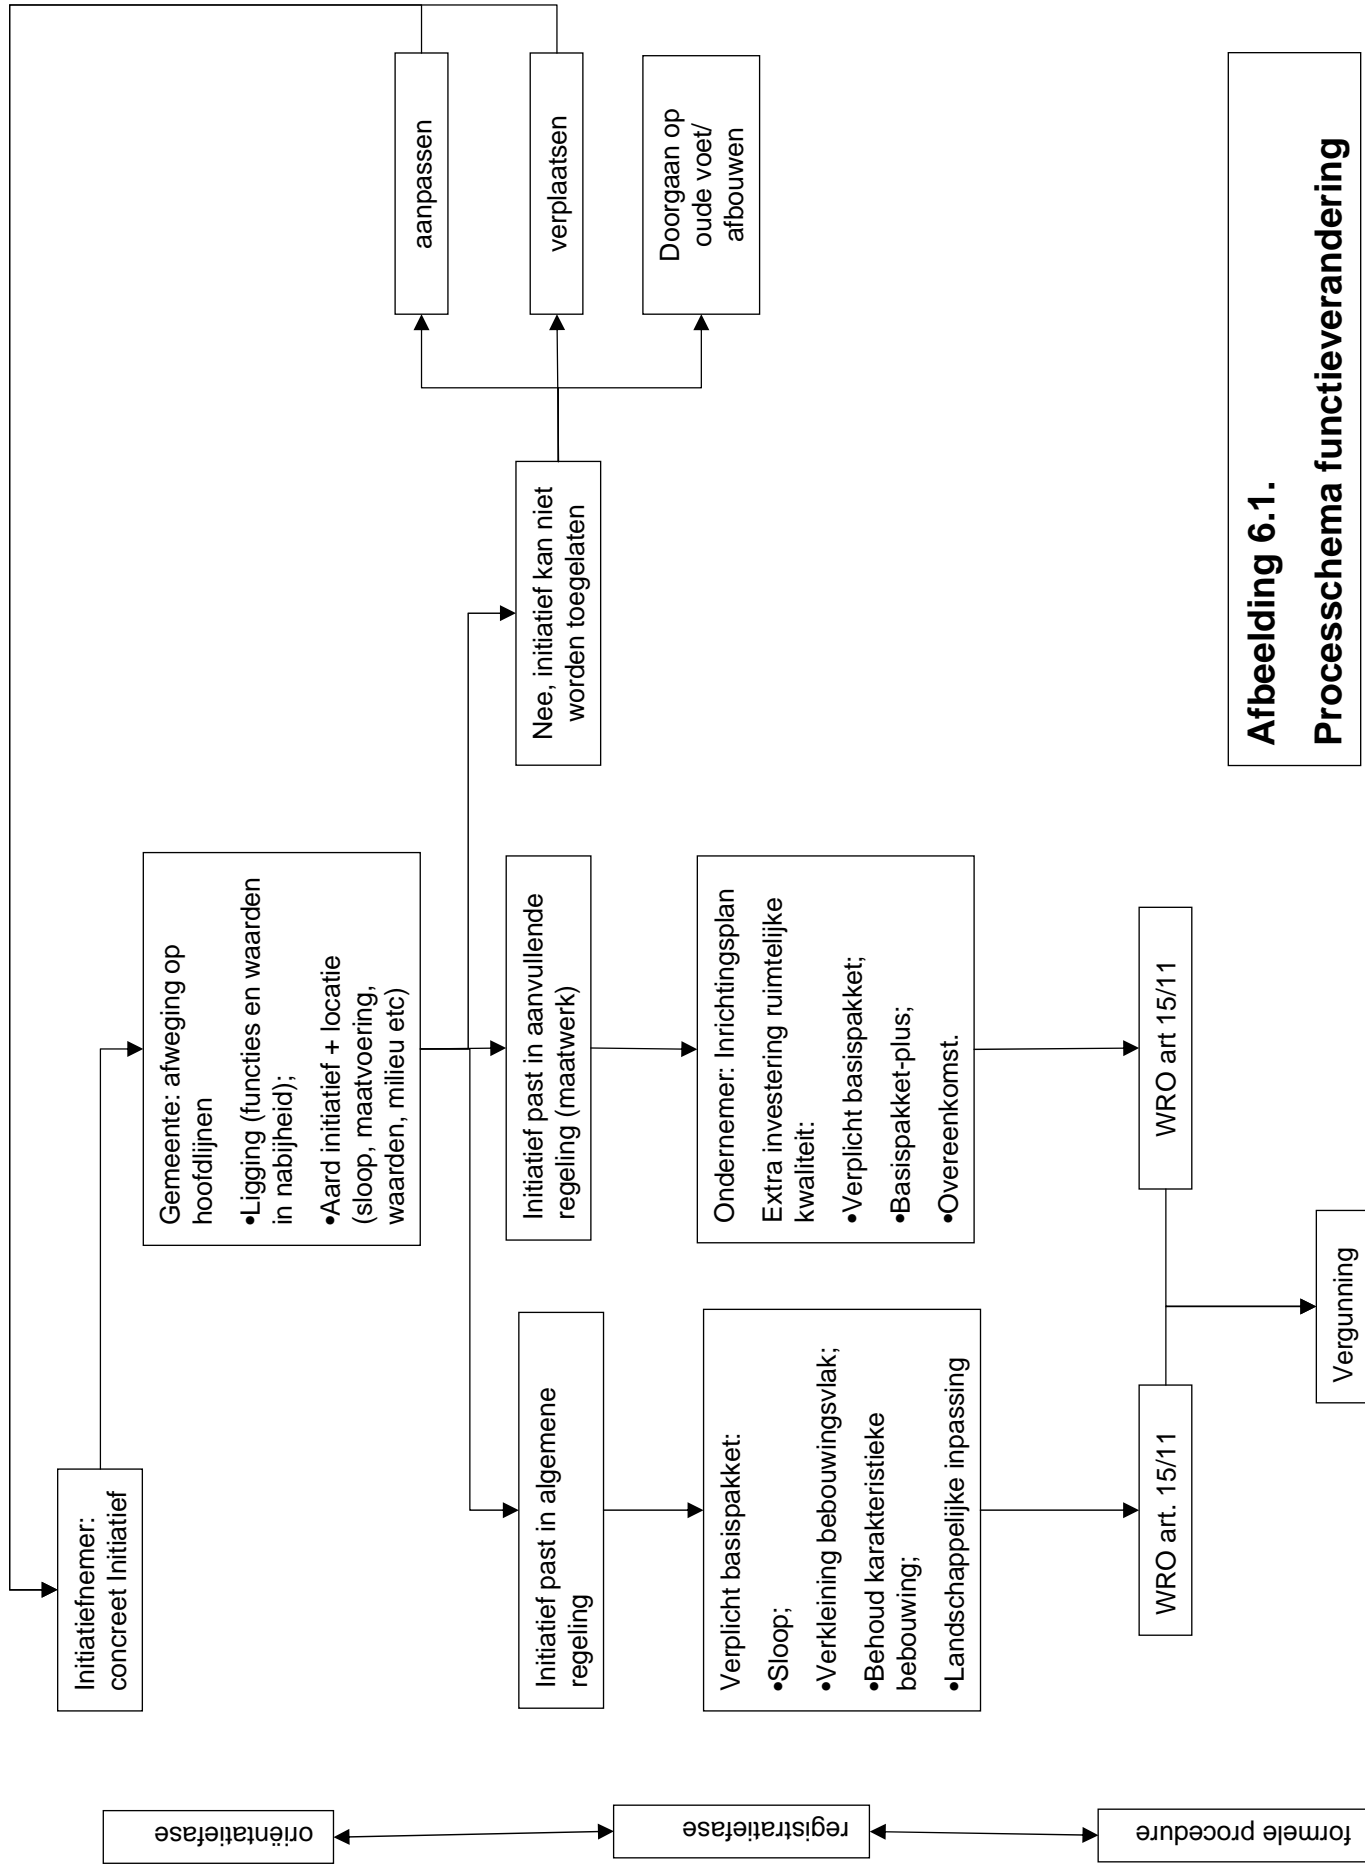 Initiatiefnemer:
concreet Initiatief
Gemeente: afweging op
hoofdlijnen
•Ligging (functies en waarden
in nabijheid);
•Aard initiatief + locatie
(sloop, maatvoering,
waarden, milieu etc)
Initiatief past in algemene
regeling
Initiatief past in aanvullende
regeling (maatwerk)
Nee, initiatief kan niet
worden toegelaten
aanpassen
verplaatsen
Doorgaan op
oude voet/
afbouwen
Verplicht basispakket:
•Sloop;
•Verkleining bebouwingsvlak;
•Behoud karakteristieke
bebouwing;
•Landschappelijke inpassing
Ondernemer: Inrichtingsplan
Extra investering ruimtelijke
kwaliteit:
•Verplicht basispakket;
•Basispakket-plus;
•Overeenkomst.
WRO art. 15/11
WRO art 15/11
Vergunning
oriëntatiefase
registratiefase
formele procedure
Afbeelding 6.1.
Processchema functieverandering